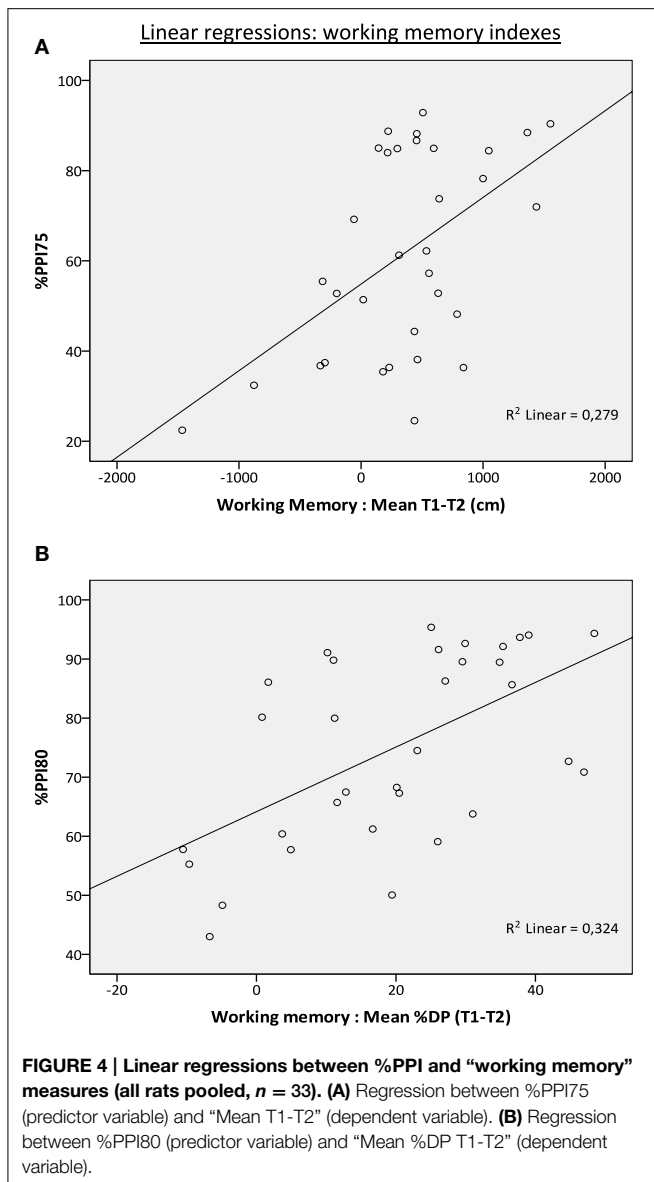 Linear regressions: working memory indexes
A
100
80
60
40
20
%PPI75
R² Linear = 0,279
-2000 -1000 0 1000 2000
Working Memory : Mean T1-T2 (cm)
B
100
90
80
70
60
50
40
%PPI80
R² Linear = 0,324
-20 0 20 40
Working memory : Mean %DP (T1-T2)
FIGURE 4 | Linear regressions between %PPI and “working memory”
measures (all rats pooled, n = 33). (A) Regression between %PPI75
(predictor variable) and “Mean T1-T2” (dependent variable). (B) Regression
between %PPI80 (predictor variable) and “Mean %DP T1-T2” (dependent
variable).